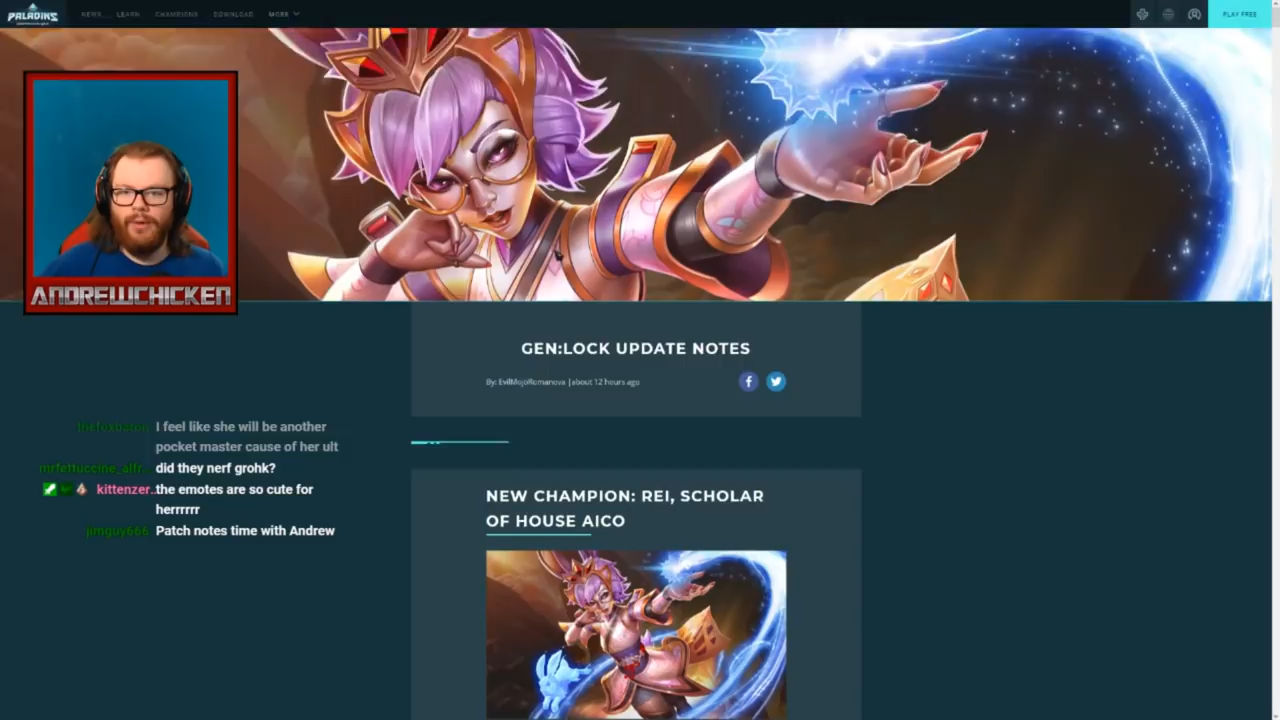 PALADINS
NEWS LEARN CHAMPIONS DOWNLOAD MORE
PLAY FREE
ANDREWCHICKEN
GEN:LOCK UPDATE NOTES
By: EvilMojoRomanova | about 12 hours ago
I feel like she will be another
pocket master cause of her ult
mrfettuccine_alfr.. did they nerf grohk?
kittenzer.. the emotes are so cute for
herrrrrr
jimguy666 Patch notes time with Andrew
NEW CHAMPION: REI, SCHOLAR
OF HOUSE AICO